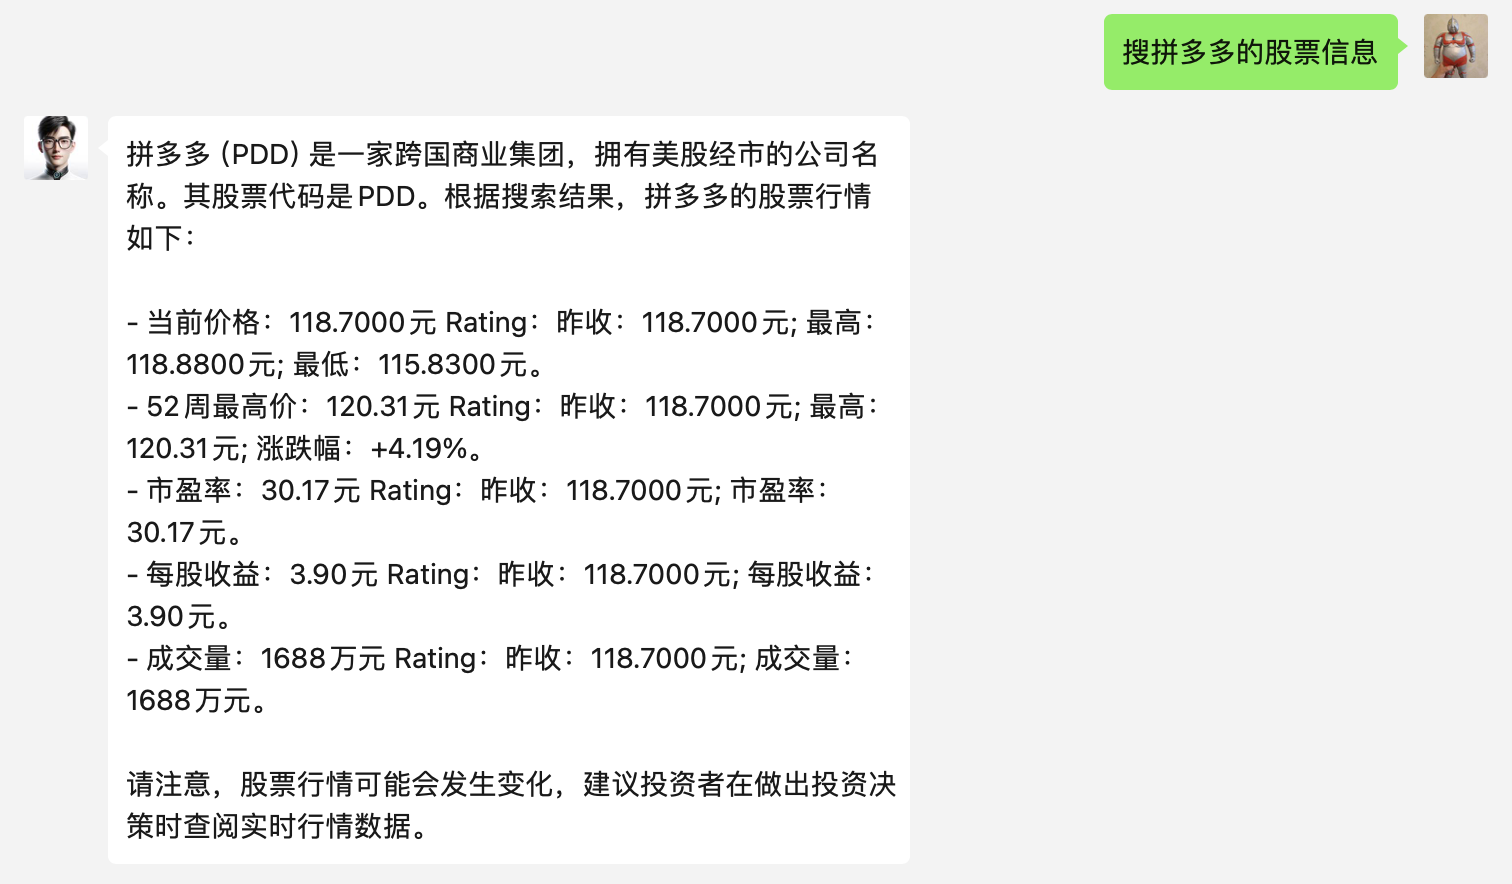 搜拼多多的股票信息
拼多多 (PDD) 是一家跨国商业集团，拥有美股经市的公司名
称。其股票代码是PDD。根据搜索结果，拼多多的股票行情
如下：
- 当前价格：118.7000元 Rating：昨收：118.7000元; 最高：
118.8800元; 最低：115.8300元。
- 52周最高价：120.31元 Rating：昨收：118.7000元; 最高：
120.31元; 涨跌幅：+4.19%。
- 市盈率：30.17元 Rating：昨收：118.7000元; 市盈率：
30.17元。
- 每股收益：3.90元 Rating：昨收：118.7000元; 每股收益：
3.90元。
- 成交量：1688万元 Rating：昨收：118.7000元; 成交量：
1688万元。
请注意，股票行情可能会发生变化，建议投资者在做出投资决
策时查阅实时行情数据。